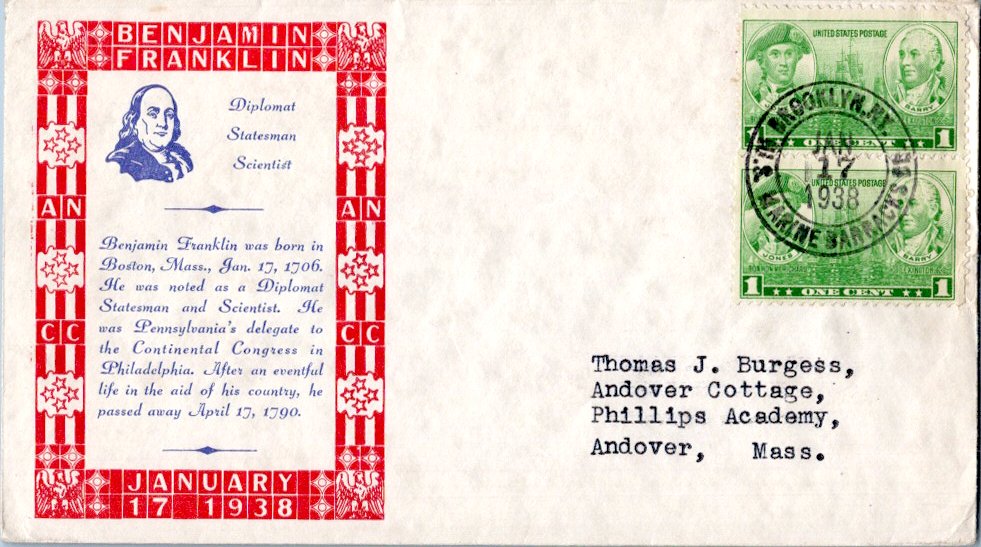 BENJAMIN
FRANKLIN
Diplomat
Statesman
Scientist
AN AN
Benjamin Franklin was born in
Boston, Mass., Jan. 17, 1706.
He was noted as a Diplomat
Statesman and Scientist. He
was Pennsylvania's delegate to
the Continental Congress in
Philadelphia. After an eventful
life in the aid of his country, he
passed away April 17, 1790.
CC CC
JANUARY
17 1938
UNITED STATES POSTAGE
BARRY
1 ONE CENT 1
BROOKLYN, N.Y.
JAN
17
1938
MARINE BARRACKS
UNITED STATES POSTAGE
JONES BARRY
1 ONE CENT 1
Thomas J. Burgess,
Andover Cottage,
Phillips Academy,
Andover, Mass.